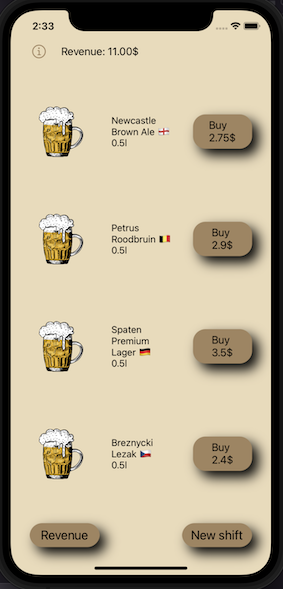 2:33
Revenue: 11.00$
Newcastle
Brown Ale 🏴󠁧󠁢󠁥󠁮󠁧󠁿
0.5l
Buy
2.75$
Petrus
Roodbruin 🇧🇪
0.5l
Buy
2.9$
Spaten
Premium
Lager 🇩🇪
0.5l
Buy
3.5$
Breznycki
Lezak 🇨🇿
0.5l
Buy
2.4$
Revenue
New shift